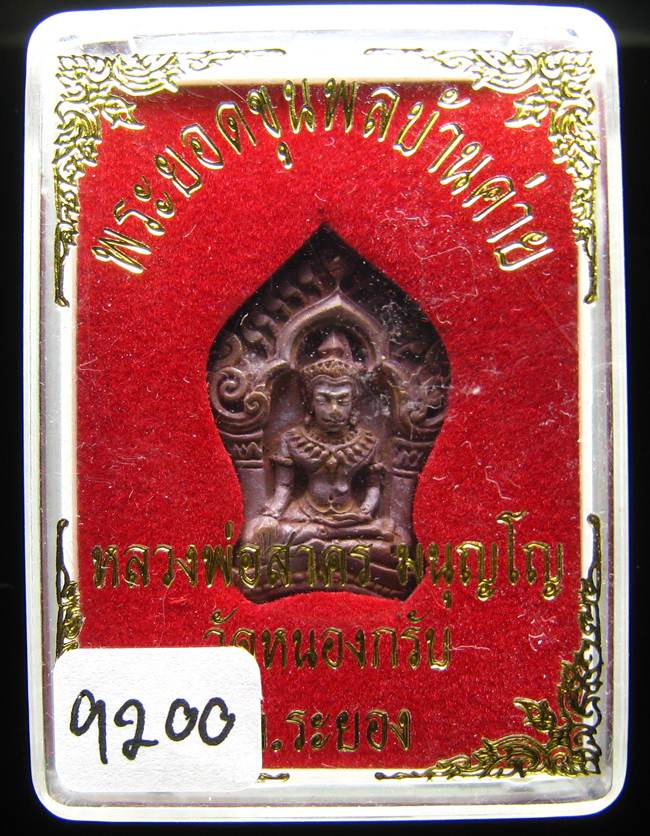 พระยอดขุนพลบ้านค่าย
หลวงพ่อสาคร มนุญโญ
วัดหนองกรับ
จ.ระยอง
9200